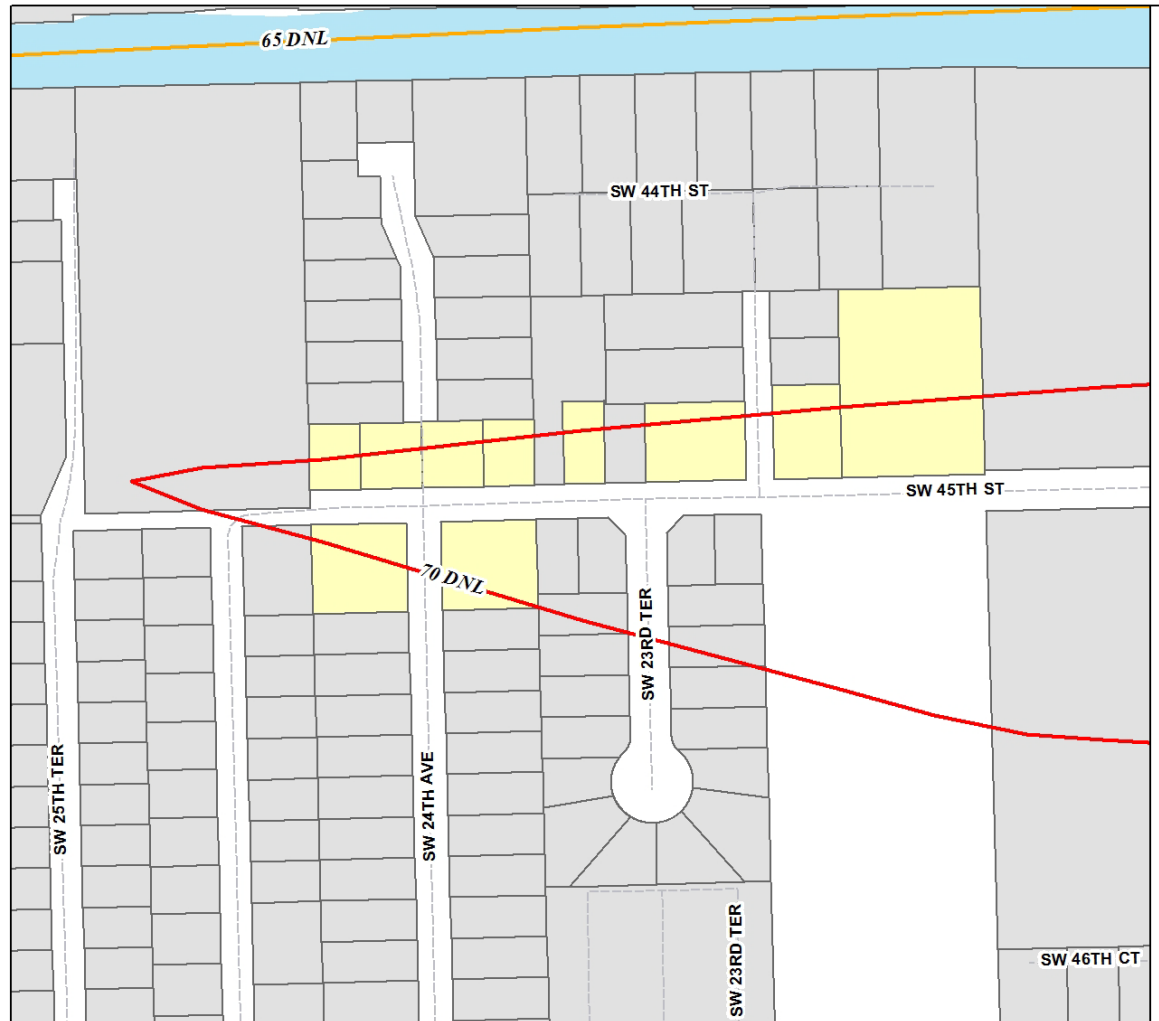 65 DNL
SW 44TH ST
SW 45TH ST
70 DNL
SW 23RD TER
SW 25TH TER
SW 24TH AVE
SW 23RD TER
SW 46TH CT